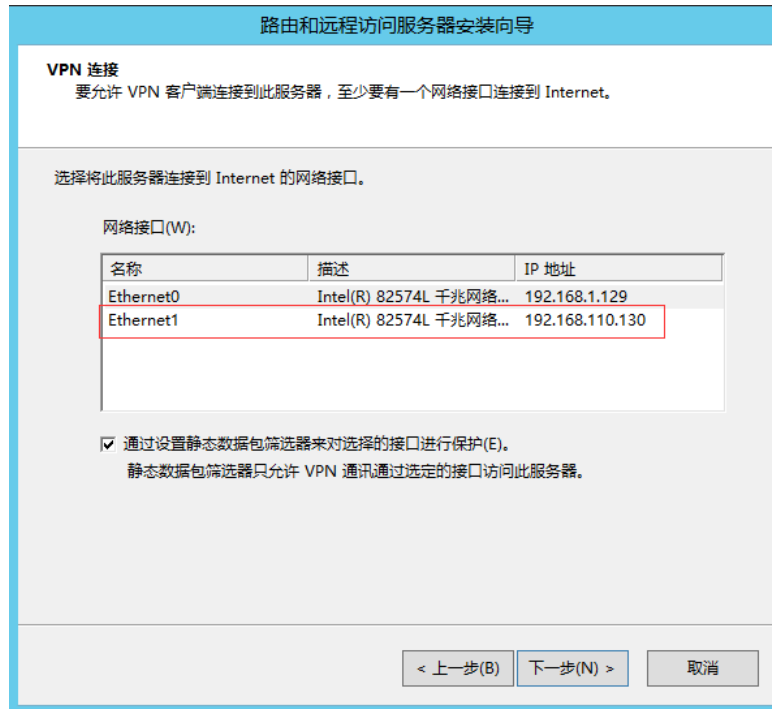 路由和远程访问服务器安装向导
VPN 连接
要允许 VPN 客户端连接到此服务器，至少要有一个网络接口连接到 Internet。
选择将此服务器连接到 Internet 的网络接口。
网络接口(W):
名称 描述 IP 地址
Ethernet0 Intel(R) 82574L 千兆网络... 192.168.1.129
Ethernet1 Intel(R) 82574L 千兆网络... 192.168.110.130
通过设置静态数据包筛选器来对选择的接口进行保护(E)。
静态数据包筛选器只允许 VPN 通讯通过选定的接口访问此服务器。
< 上一步(B) 下一步(N) > 取消